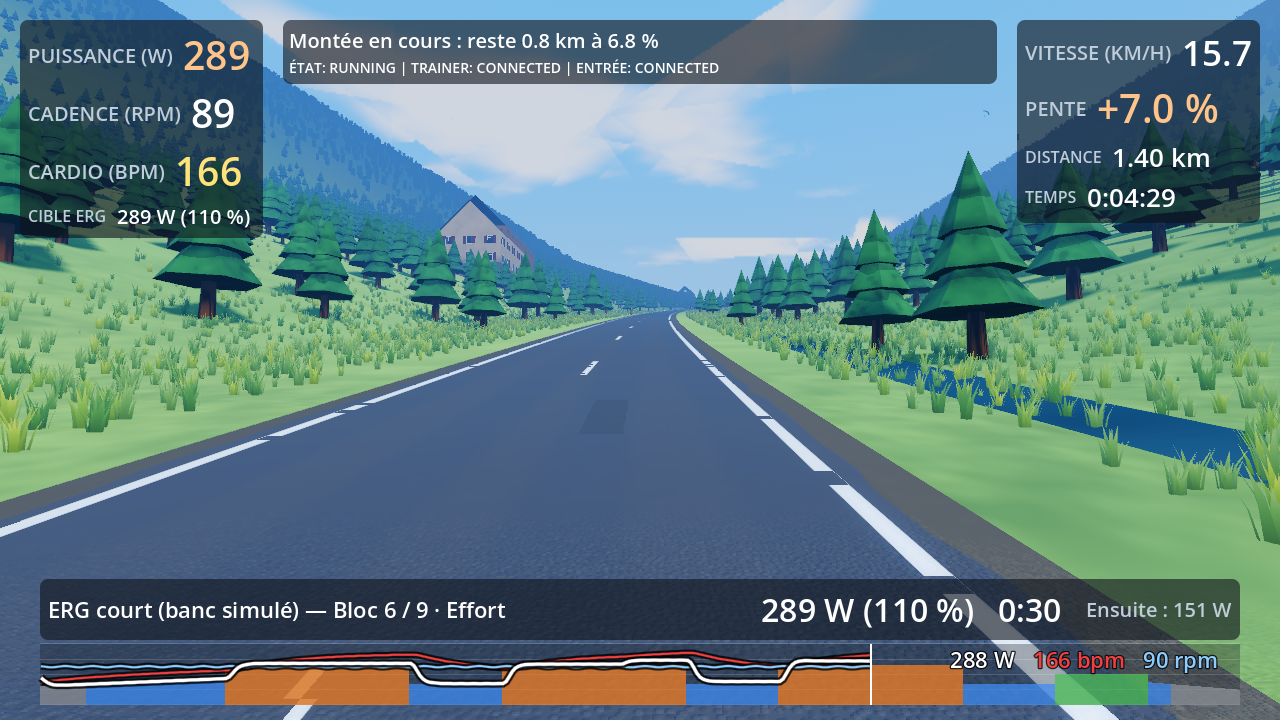 PUISSANCE (W) 289
CADENCE (RPM) 89
CARDIO (BPM) 166
CIBLE ERG 289 W (110 %)
Montée en cours : reste 0.8 km à 6.8 %
ÉTAT: RUNNING | TRAINER: CONNECTED | ENTRÉE: CONNECTED
VITESSE (KM/H) 15.7
PENTE +7.0 %
DISTANCE 1.40 km
TEMPS 0:04:29
ERG court (banc simulé) — Bloc 6 / 9 · Effort 289 W (110 %) 0:30 Ensuite : 151 W
288 W 166 bpm 90 rpm